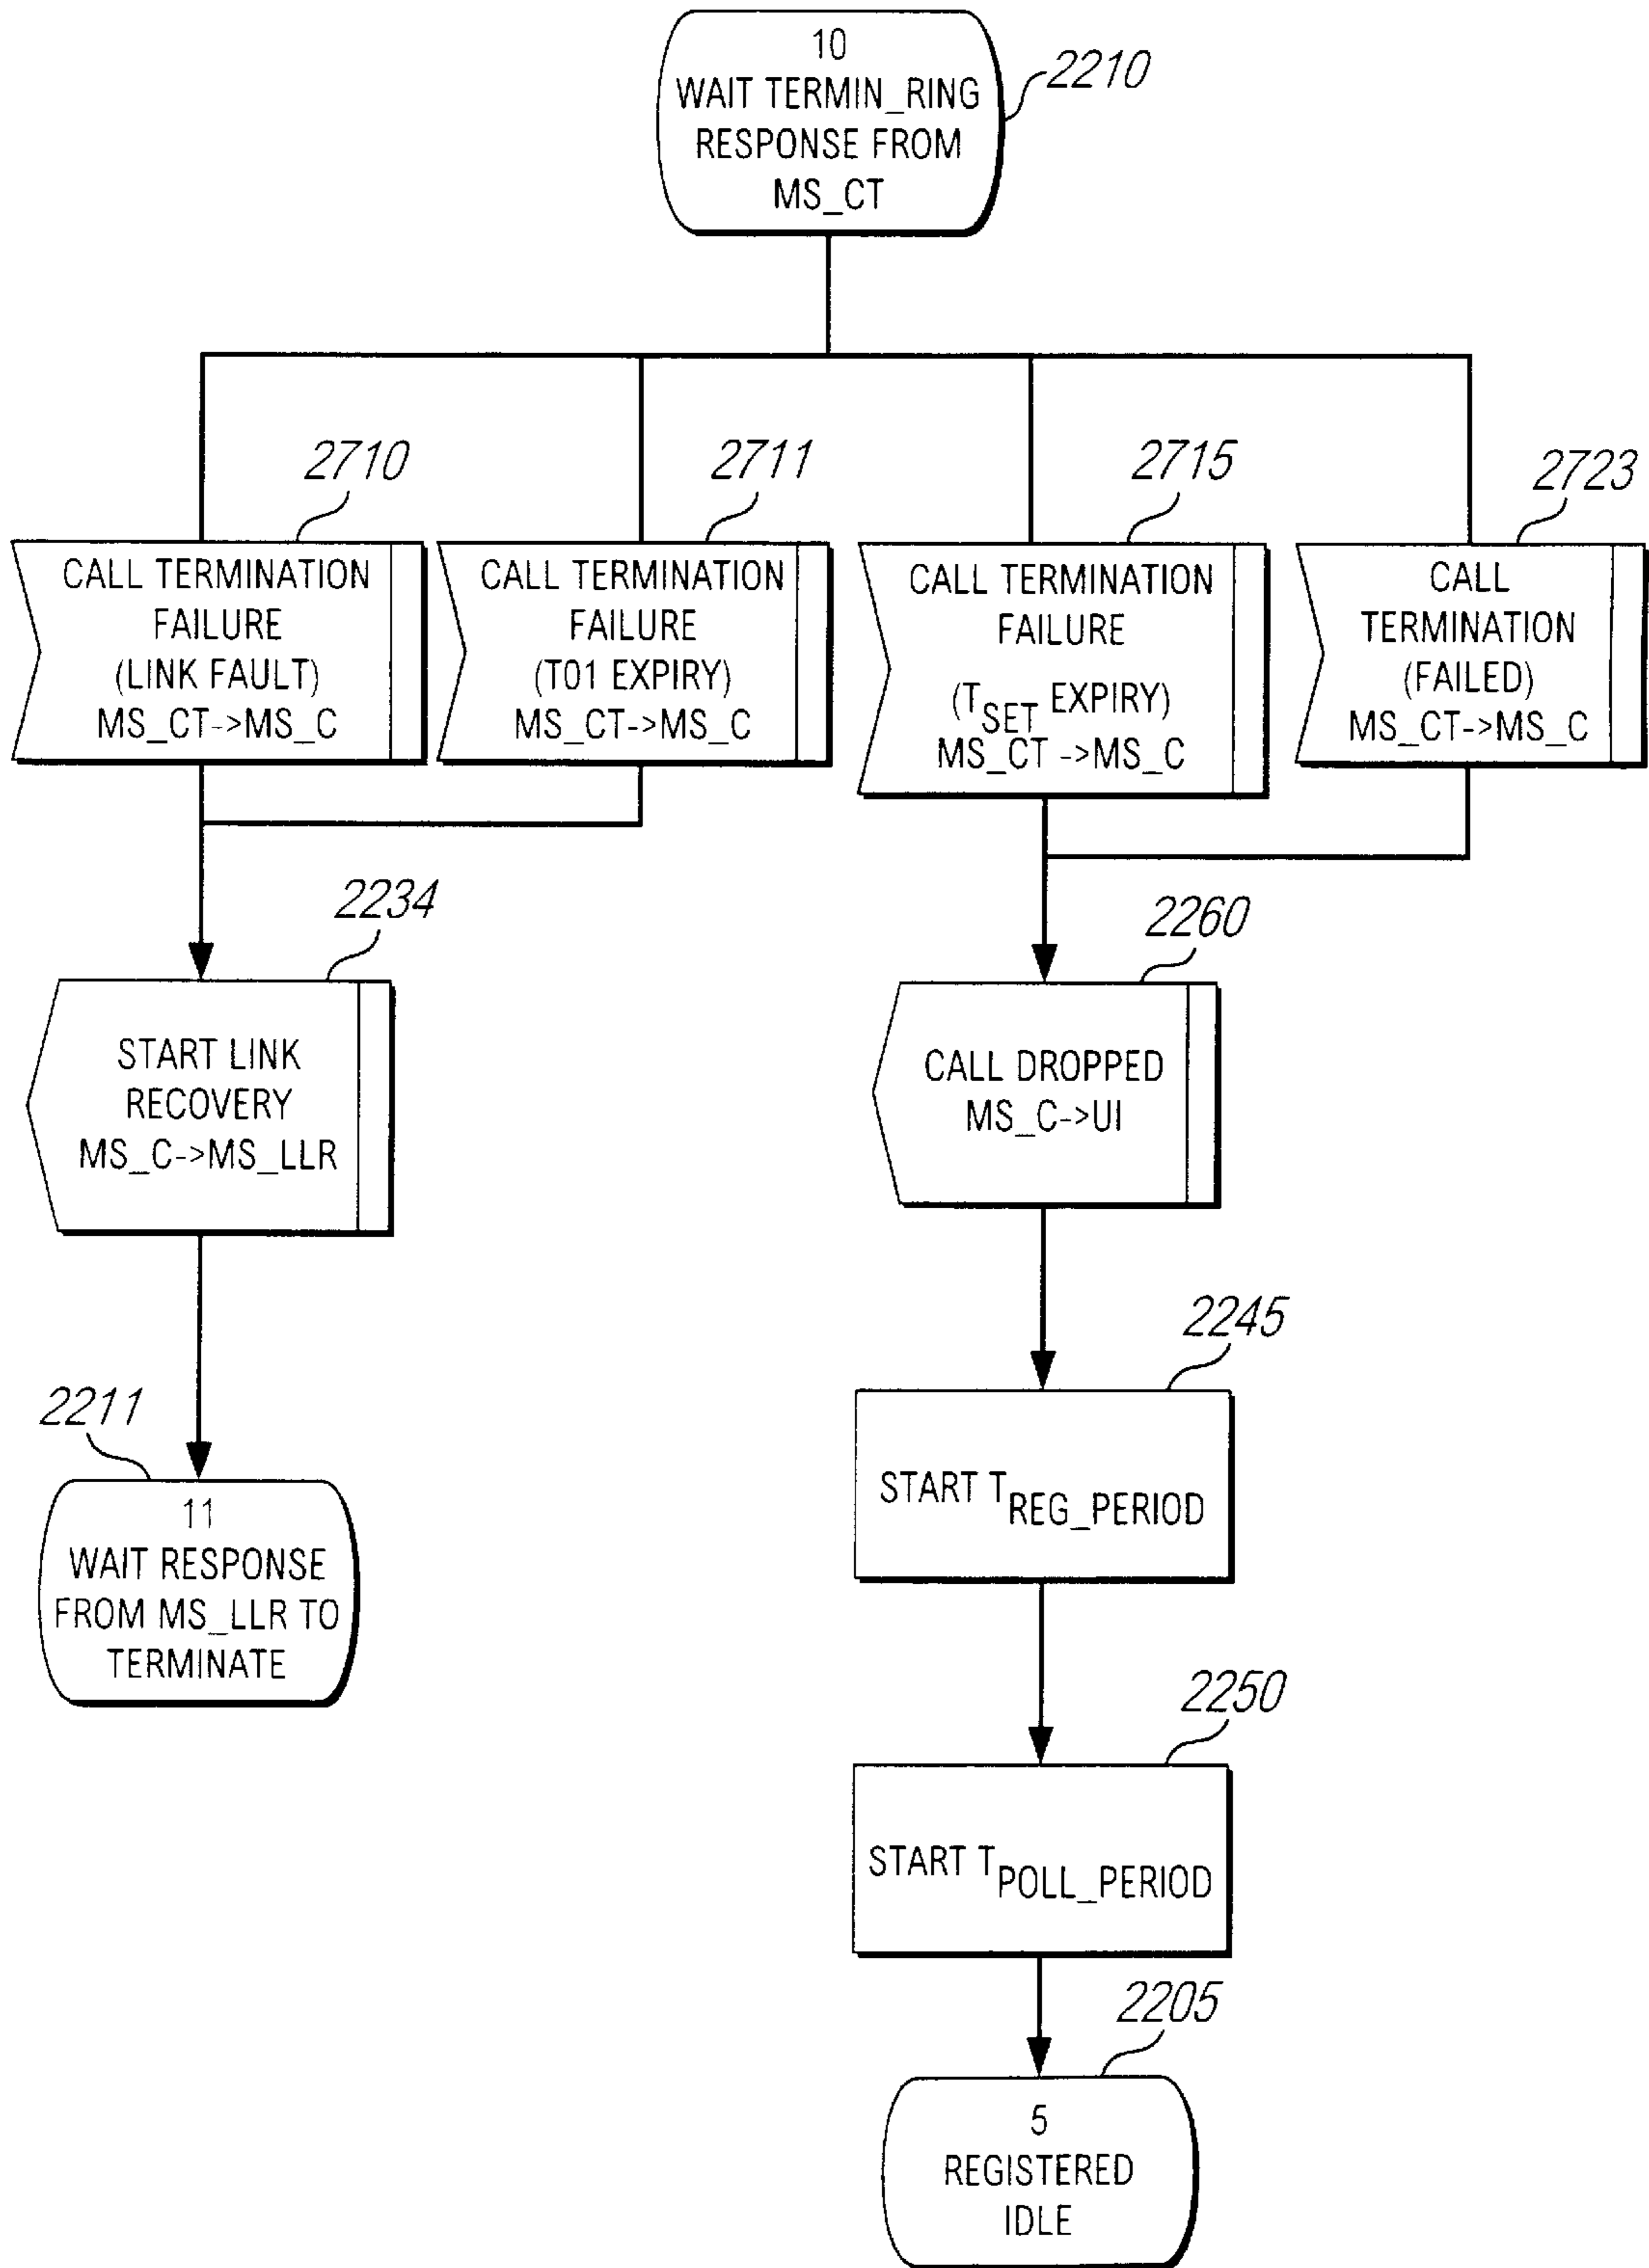 10
WAIT TERMIN_RING
RESPONSE FROM
MS_CT
2210
2710
CALL TERMINATION
FAILURE
(LINK FAULT)
MS_CT->MS_C
2711
CALL TERMINATION
FAILURE
(T01 EXPIRY)
MS_CT->MS_C
2715
CALL TERMINATION
FAILURE
(TSET EXPIRY)
MS_CT->MS_C
2723
CALL
TERMINATION
(FAILED)
MS_CT->MS_C
2234
START LINK
RECOVERY
MS_C->MS_LLR
2211
11
WAIT RESPONSE
FROM MS_LLR TO
TERMINATE
2260
CALL DROPPED
MS_C->UI
2245
START TREG_PERIOD
2250
START TPOLL_PERIOD
2205
5
REGISTERED
IDLE